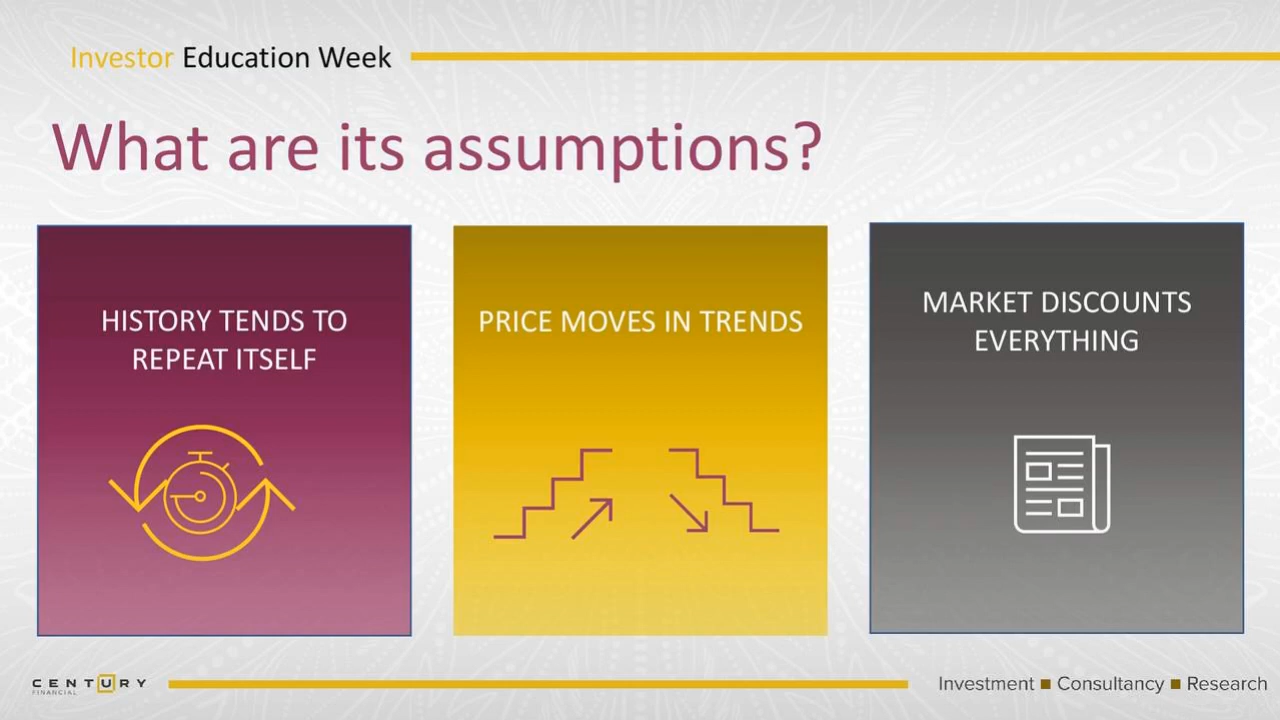 Investor Education Week
What are its assumptions?
HISTORY TENDS TO
REPEAT ITSELF
PRICE MOVES IN TRENDS
MARKET DISCOUNTS
EVERYTHING
CENTURY
FINANCIAL
Investment ■ Consultancy ■ Research